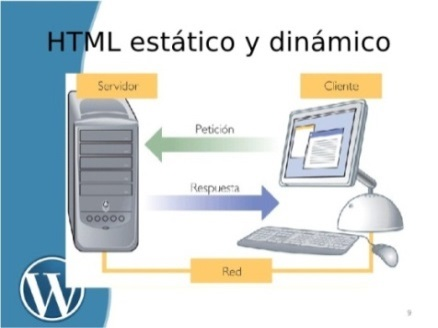 HTML estático y dinámico
Servidor
Cliente
Petición
Respuesta
Red
9